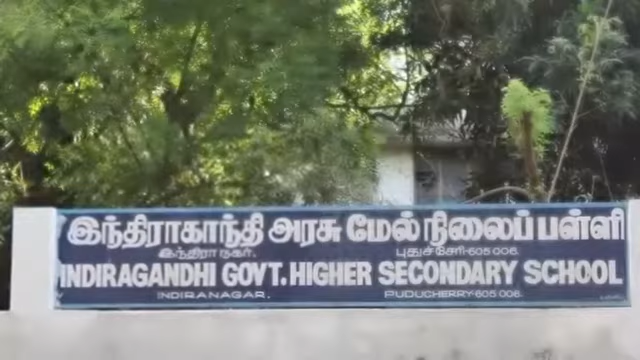 இந்திராகாந்தி அரசு மேல் நிலைப் பள்ளி
இந்திரா நகர். புதுச்சேரி-605 006.
INDIRAGANDHI GOVT. HIGHER SECONDARY SCHOOL
INDIRANAGAR. PUDUCHERRY-605 006.